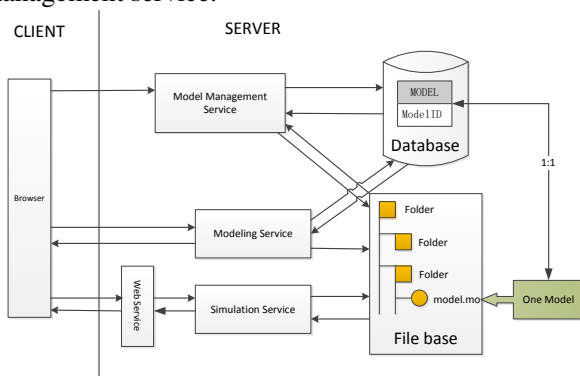 CLIENT
SERVER
Model Management
Service
MODEL
ModelID
Database
1:1
Browser
Folder
Modeling Service
Folder
Folder
Web Service
Simulation Service
model.mo
One Model
File base